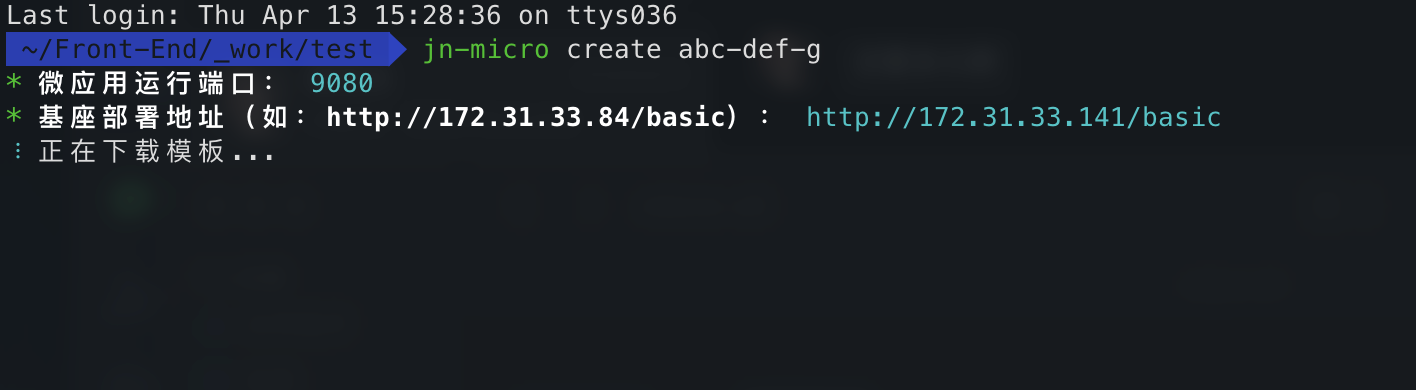 Last login: Thu Apr 13 15:28:36 on ttys036
~/Front-End/_work/test jn-micro create abc-def-g
* 微应用运行端口： 9080
* 基座部署地址（如：http://172.31.33.84/basic）： http://172.31.33.141/basic
⋮ 正在下载模板...